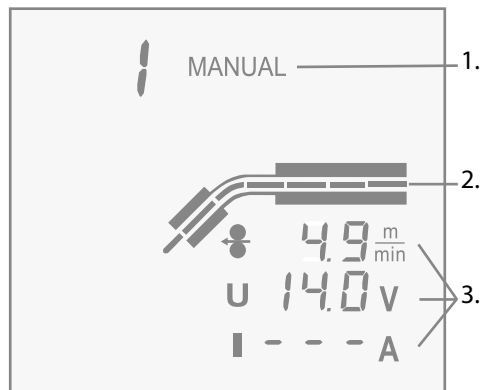 1 MANUAL 1.
2.
4.9 m/min
U 14.0 V 3.
I - - - A